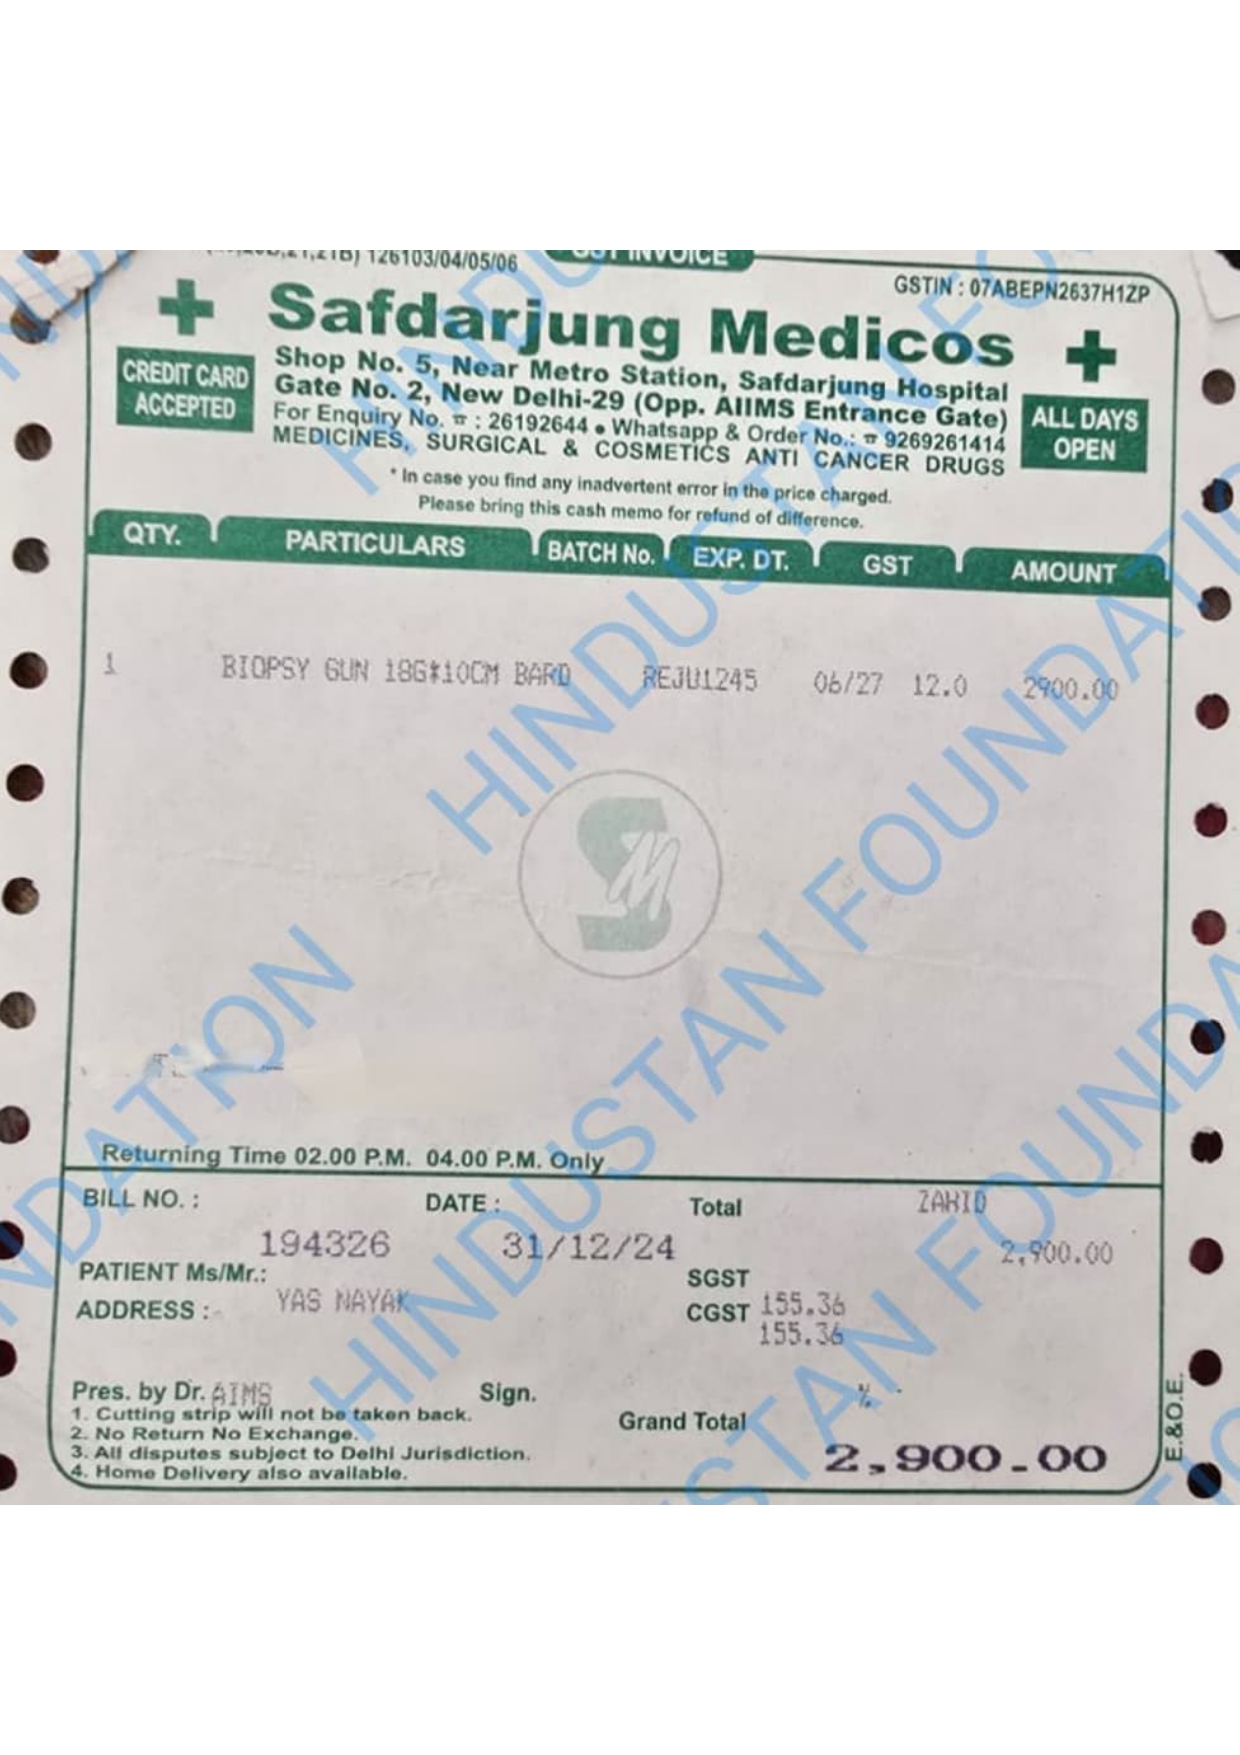 126103/04/05/06
GST INVOICE
GSTIN : 07ABEPN2637H1ZP
Safdarjung Medicos
CREDIT CARD
ACCEPTED
Shop No. 5, Near Metro Station, Safdarjung Hospital
Gate No. 2, New Delhi-29 (Opp. AIIMS Entrance Gate)
For Enquiry No. ☎ : 26192644 • Whatsapp & Order No.: ☎ 9269261414
MEDICINES, SURGICAL & COSMETICS ANTI CANCER DRUGS
ALL DAYS
OPEN
* In case you find any inadvertent error in the price charged.
Please bring this cash memo for refund of difference.
QTY. PARTICULARS BATCH No. EXP. DT. GST AMOUNT
1 BIOPSY GUN 18G*10CM BARD REJU1245 06/27 12.0 2900.00
SM
Returning Time 02.00 P.M. 04.00 P.M. Only
BILL NO. : DATE : Total ZAHID
194326 31/12/24 2,900.00
PATIENT Ms/Mr.: SGST
ADDRESS :- YAS NAYAK CGST 155.36
155.36
Pres. by Dr. AIMS Sign.
1. Cutting strip will not be taken back.
2. No Return No Exchange.
Grand Total
3. All disputes subject to Delhi Jurisdiction.
2,900.00
4. Home Delivery also available.
E.&O.E.
HINDUSTAN FOUNDATION
HINDUSTAN FOUNDATION
HINDUSTAN FOUNDATION